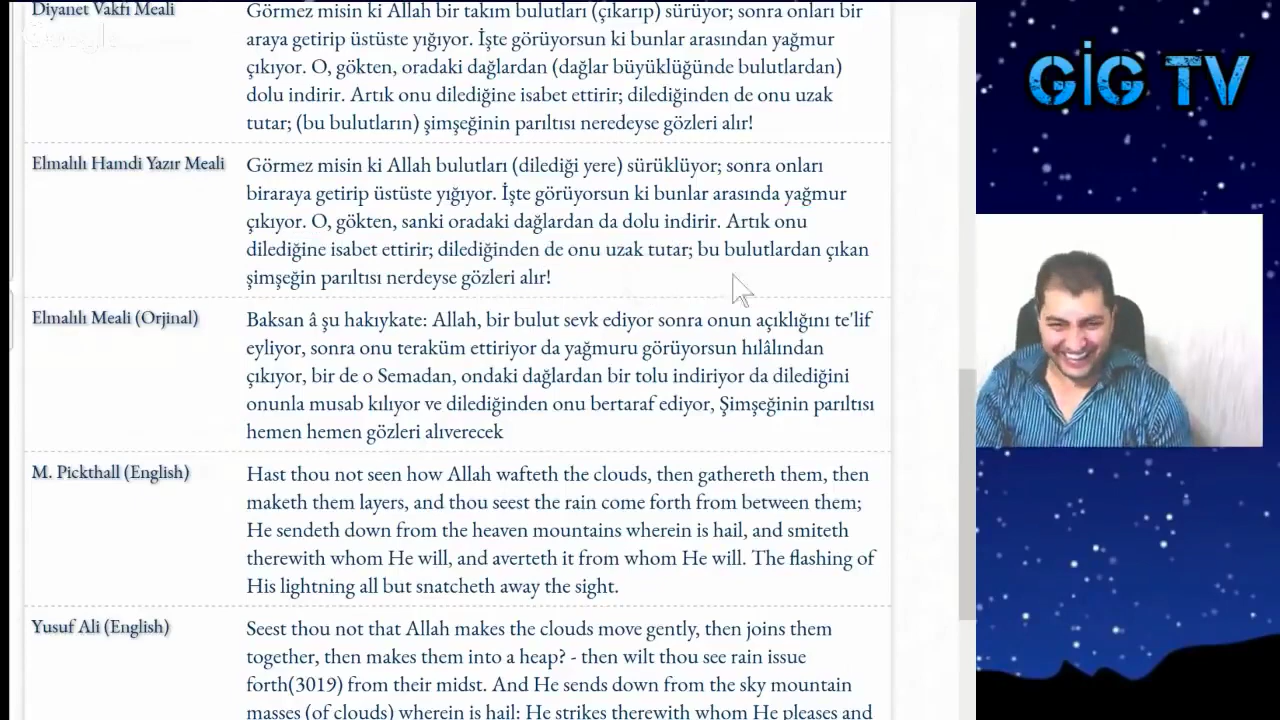 Diyanet Vakfı Meali
Görmez misin ki Allah bir takım bulutları (çıkarıp) sürüyor; sonra onları bir
araya getirip üstüste yığıyor. İşte görüyorsun ki bunlar arasından yağmur
çıkıyor. O, gökten, oradaki dağlardan (dağlar büyüklüğünde bulutlardan)
dolu indirir. Artık onu dilediğine isabet ettirir; dilediğinden de onu uzak
tutar; (bu bulutların) şimşeğinin parıltısı neredeyse gözleri alır!
Elmalılı Hamdi Yazır Meali
Görmez misin ki Allah bulutları (dilediği yere) sürüklüyor; sonra onları
biraraya getirip üstüste yığıyor. İşte görüyorsun ki bunlar arasında yağmur
çıkıyor. O, gökten, sanki oradaki dağlardan da dolu indirir. Artık onu
dilediğine isabet ettirir; dilediğinden de onu uzak tutar; bu bulutlardan çıkan
şimşeğin parıltısı nerdeyse gözleri alır!
Elmalılı Meali (Orjinal)
Baksan â şu hakıykate: Allah, bir bulut sevk ediyor sonra onun açıklığını te'lif
eyliyor, sonra onu teraküm ettiriyor da yağmuru görüyorsun hılâlından
çıkıyor, bir de o Semadan, ondaki dağlardan bir tolu indiriyor da dilediğini
onunla musab kılıyor ve dilediğinden onu bertaraf ediyor, Şimşeğinin parıltısı
hemen hemen gözleri alıverecek
M. Pickthall (English)
Hast thou not seen how Allah wafteth the clouds, then gathereth them, then
maketh them layers, and thou seest the rain come forth from between them;
He sendeth down from the heaven mountains wherein is hail, and smiteth
therewith whom He will, and averteth it from whom He will. The flashing of
His lightning all but snatcheth away the sight.
Yusuf Ali (English)
Seest thou not that Allah makes the clouds move gently, then joins them
together, then makes them into a heap? - then wilt thou see rain issue
forth(3019) from their midst. And He sends down from the sky mountain
masses (of clouds) wherein is hail: He strikes therewith whom He pleases and
GİG TV
Google